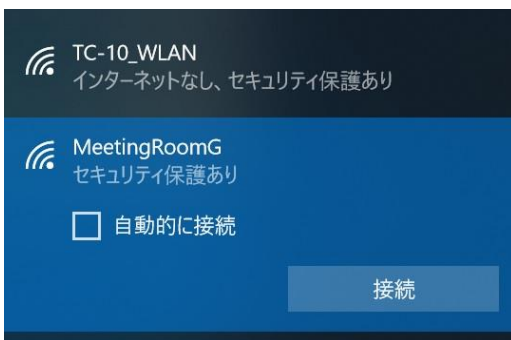 TC-10_WLAN
インターネットなし、セキュリティ保護あり
MeetingRoomG
セキュリティ保護あり
自動的に接続
接続